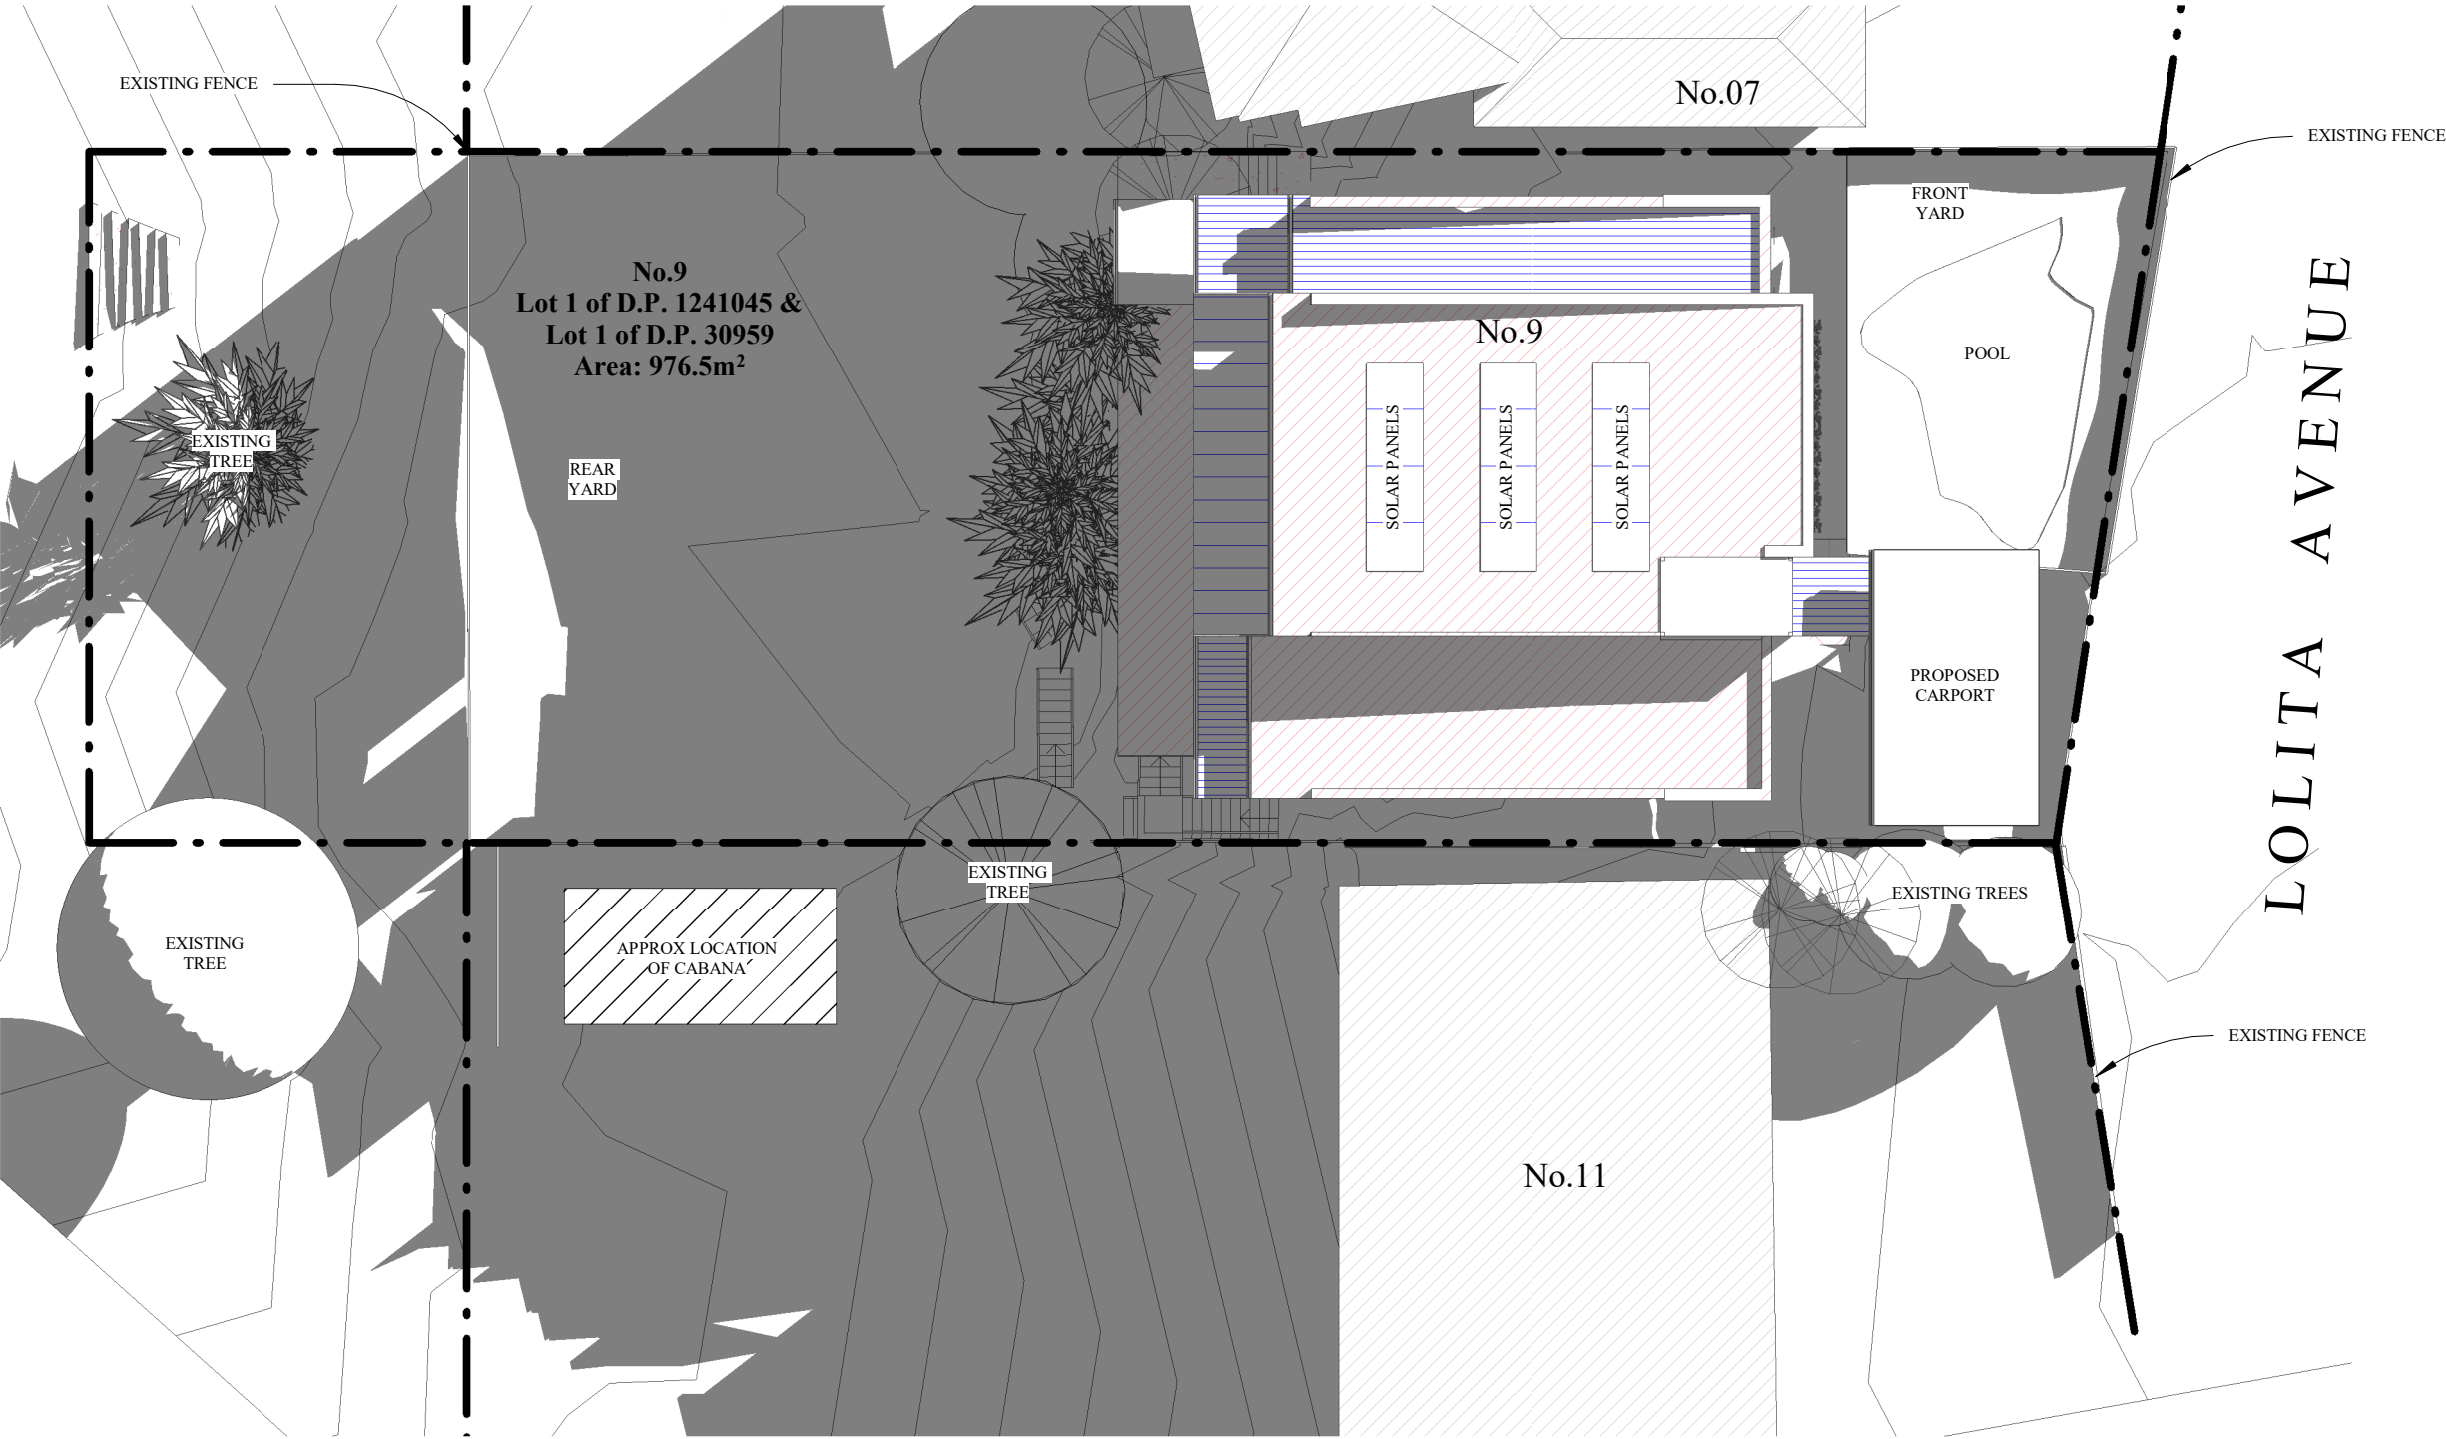 No.07
EXISTING FENCE
EXISTING FENCE
FRONT
YARD
No.9
Lot 1 of D.P. 1241045 &
Lot 1 of D.P. 30959
Area: 976.5m²
No.9
POOL
LOLITA AVENUE
EXISTING
TREE
REAR
YARD
SOLAR PANELS
SOLAR PANELS
SOLAR PANELS
PROPOSED
CARPORT
EXISTING
TREE
EXISTING TREES
EXISTING
TREE
APPROX LOCATION
OF CABANA
EXISTING FENCE
No.11